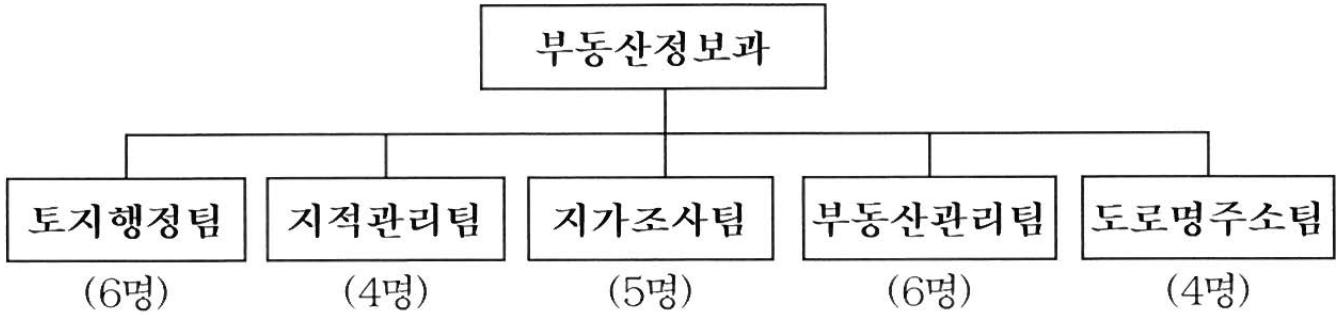 부동산정보과
토지행정팀 지적관리팀 지가조사팀 부동산관리팀 도로명주소팀
(6명) (4명) (5명) (6명) (4명)